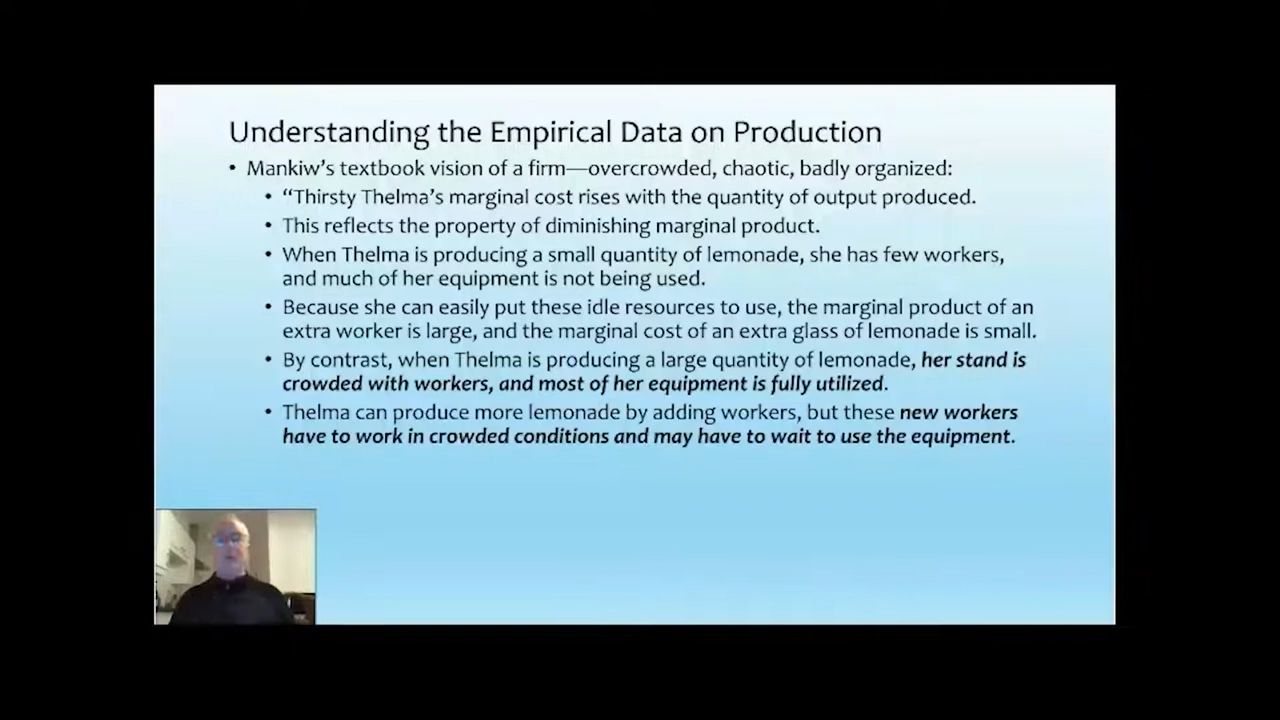 Understanding the Empirical Data on Production
• Mankiw’s textbook vision of a firm—overcrowded, chaotic, badly organized:
• “Thirsty Thelma’s marginal cost rises with the quantity of output produced.
• This reflects the property of diminishing marginal product.
• When Thelma is producing a small quantity of lemonade, she has few workers,
and much of her equipment is not being used.
• Because she can easily put these idle resources to use, the marginal product of an
extra worker is large, and the marginal cost of an extra glass of lemonade is small.
• By contrast, when Thelma is producing a large quantity of lemonade, her stand is
crowded with workers, and most of her equipment is fully utilized.
• Thelma can produce more lemonade by adding workers, but these new workers
have to work in crowded conditions and may have to wait to use the equipment.